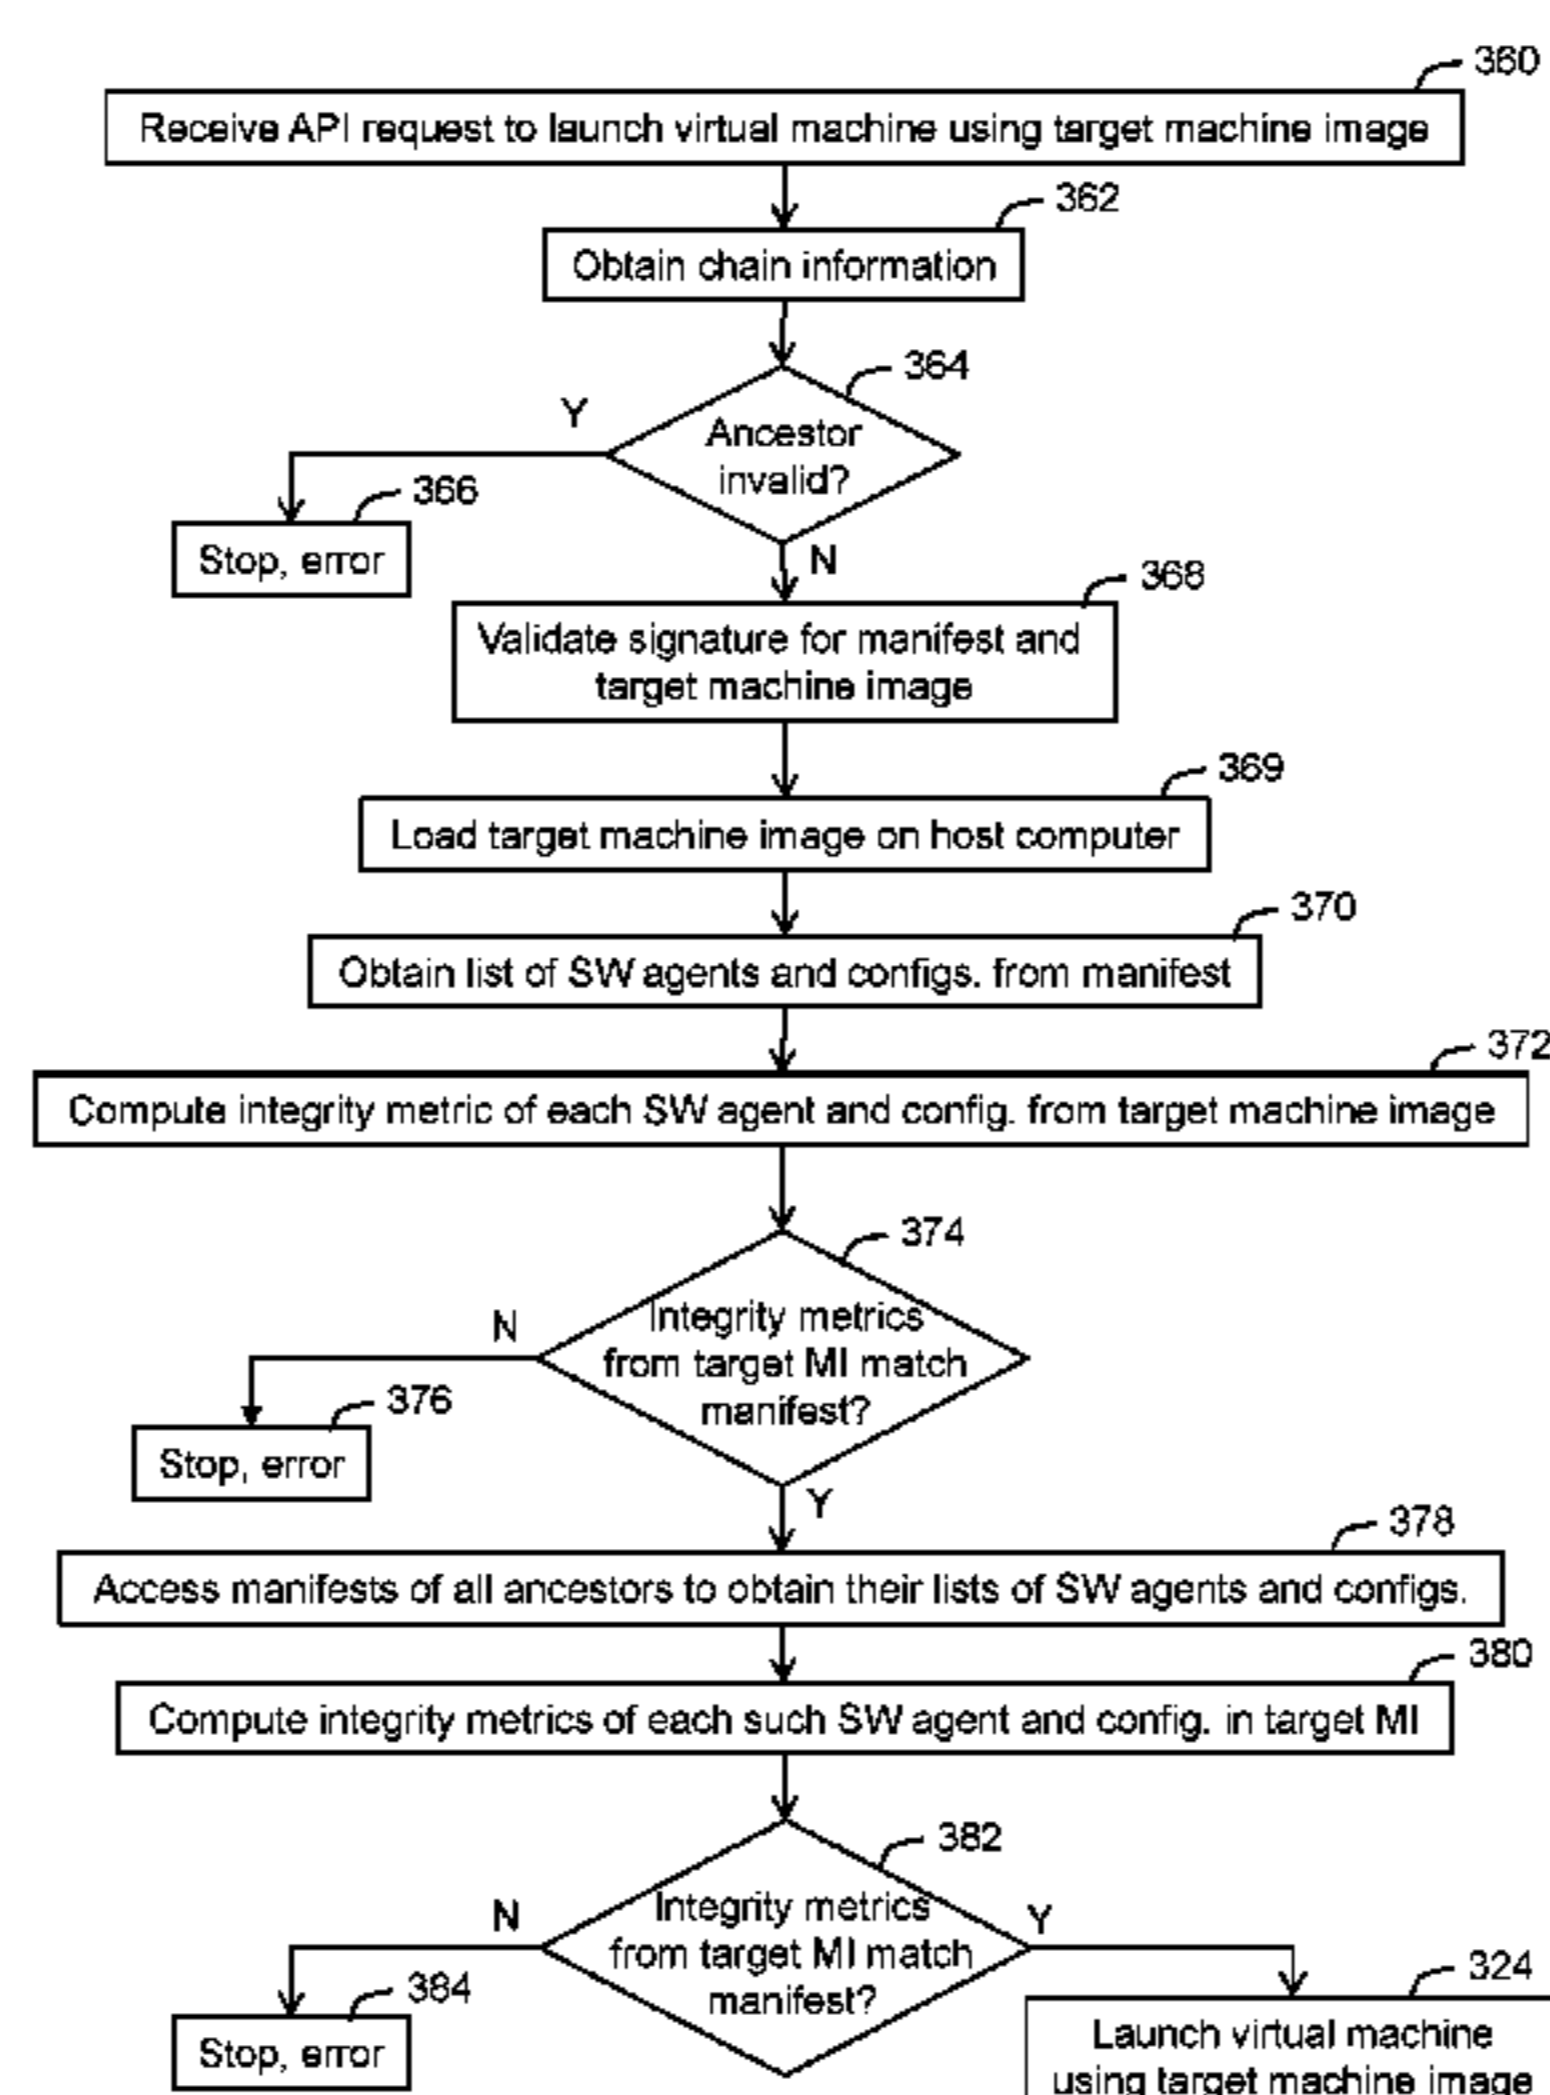 360
Receive API request to launch virtual machine using target machine image
362
Obtain chain information
364
Y
Ancestor
invalid?
366
Stop, error
N
368
Validate signature for manifest and
target machine image
369
Load target machine image on host computer
370
Obtain list of SW agents and configs. from manifest
372
Compute integrity metric of each SW agent and config. from target machine image
374
N
Integrity metrics
from target MI match
manifest?
376
Stop, error
Y
378
Access manifests of all ancestors to obtain their lists of SW agents and configs.
380
Compute integrity metrics of each such SW agent and config. in target MI
382
N
Integrity metrics
from target MI match
manifest?
Y
384
Stop, error
324
Launch virtual machine
using target machine image